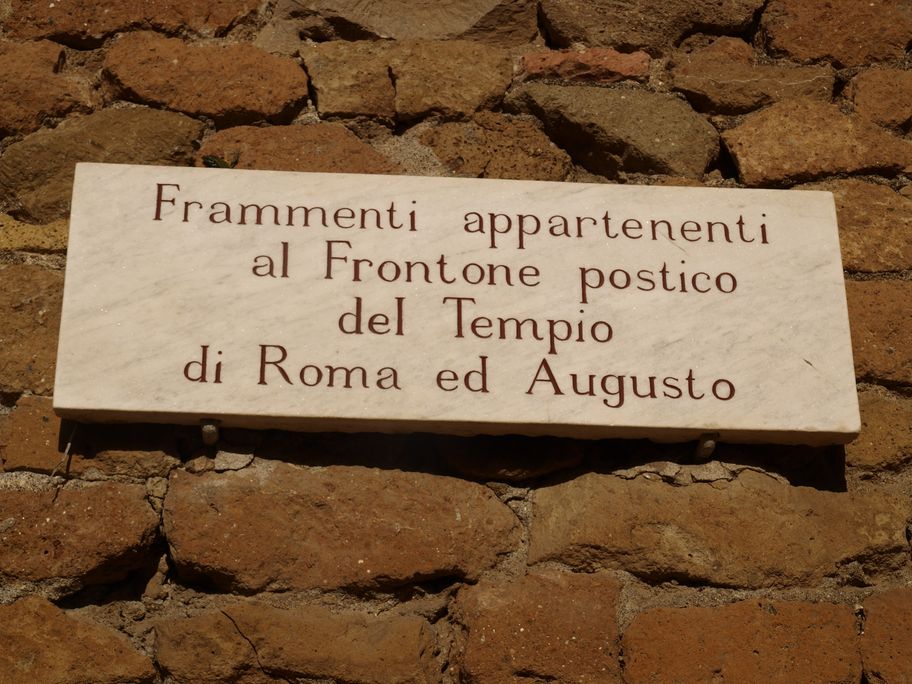 Frammenti appartenenti
al Frontone postico
del Tempio
di Roma ed Augusto